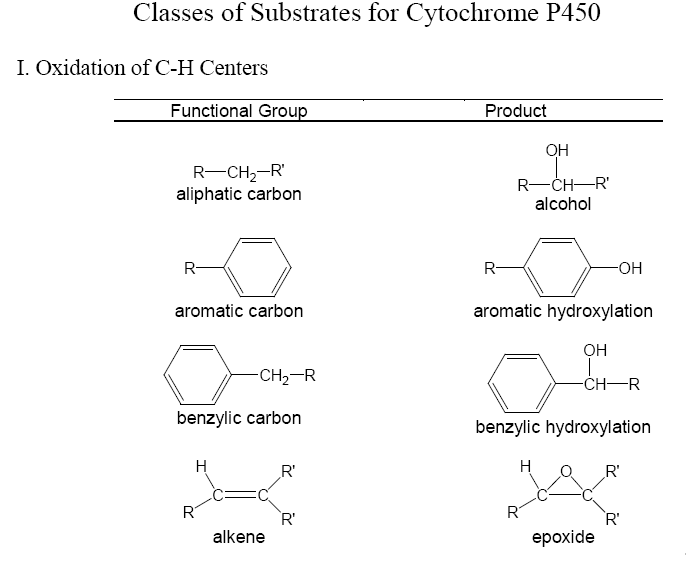 Classes of Substrates for Cytochrome P450
I. Oxidation of C-H Centers
Functional Group Product
OH
R—CH₂—R' R—CH—R'
aliphatic carbon alcohol
R— R— —OH
aromatic carbon aromatic hydroxylation
OH
—CH₂—R CH—R
benzylic carbon benzylic hydroxylation
H R' H O R'
C=C C C
R R' R R'
alkene epoxide